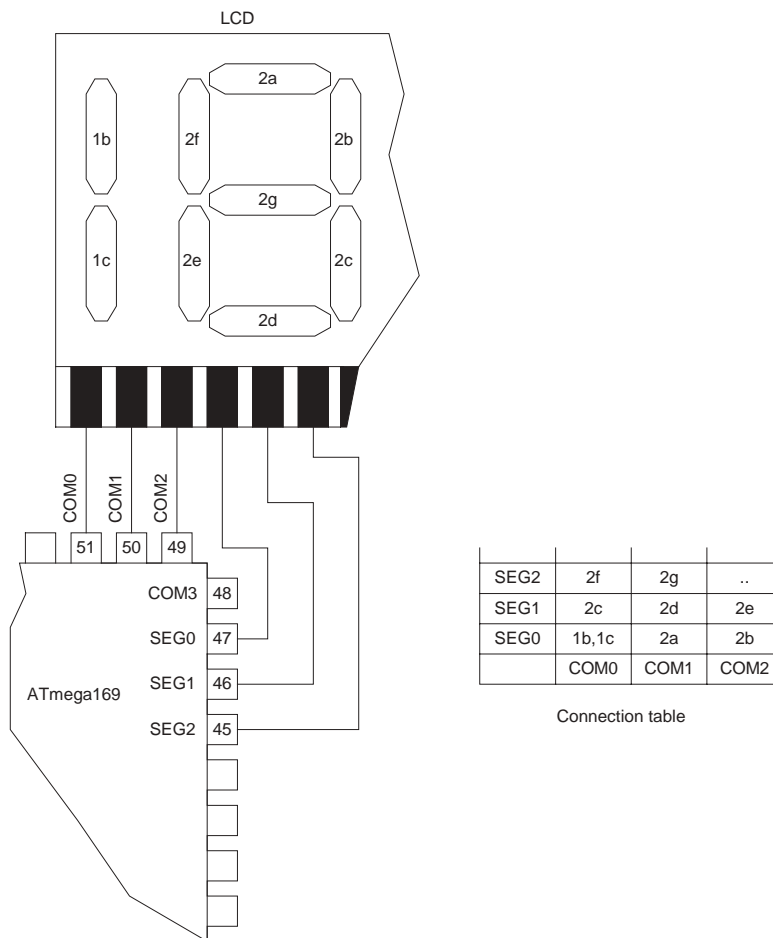 LCD
2a
1b 2f 2b
2g
1c 2e 2c
2d
COM0 COM1 COM2
51 50 49
COM3 48
SEG0 47
SEG1 46
ATmega169
SEG2 45
SEG2 2f 2g ..
SEG1 2c 2d 2e
SEG0 1b,1c 2a 2b
COM0 COM1 COM2
Connection table